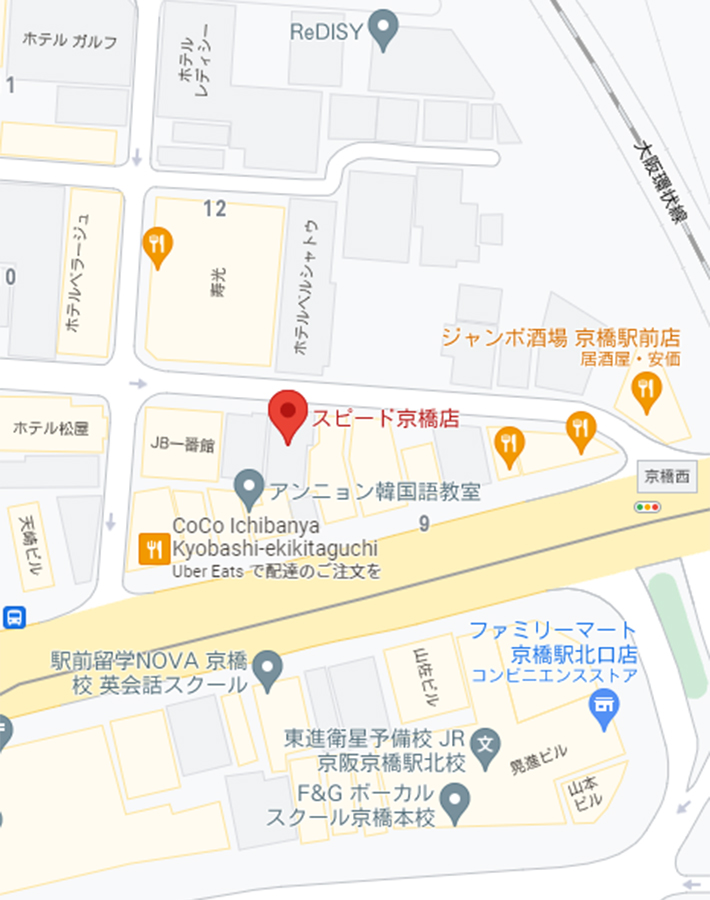 ホテル ガルフ
ホテル
レディシー
ReDISY
1
大阪環状線
12
0
ホテルベラージュ
寿光
ホテルベルシャトウ
ジャンボ酒場 京橋駅前店
居酒屋・安価
スピード京橋店
ホテル松屋
JB一番館
京橋西
アンニョン韓国語教室
9
天崎ビル
CoCo Ichibanya
Kyobashi-ekikitaguchi
Uber Eats で配達のご注文を
ファミリーマート
京橋駅北口店
コンビニエンスストア
駅前留学NOVA 京橋
校 英会話スクール
山佐ビル
東進衛星予備校 JR
京阪京橋駅北校
晃進ビル
F&G ボーカル
スクール京橋本校
山本
ビル